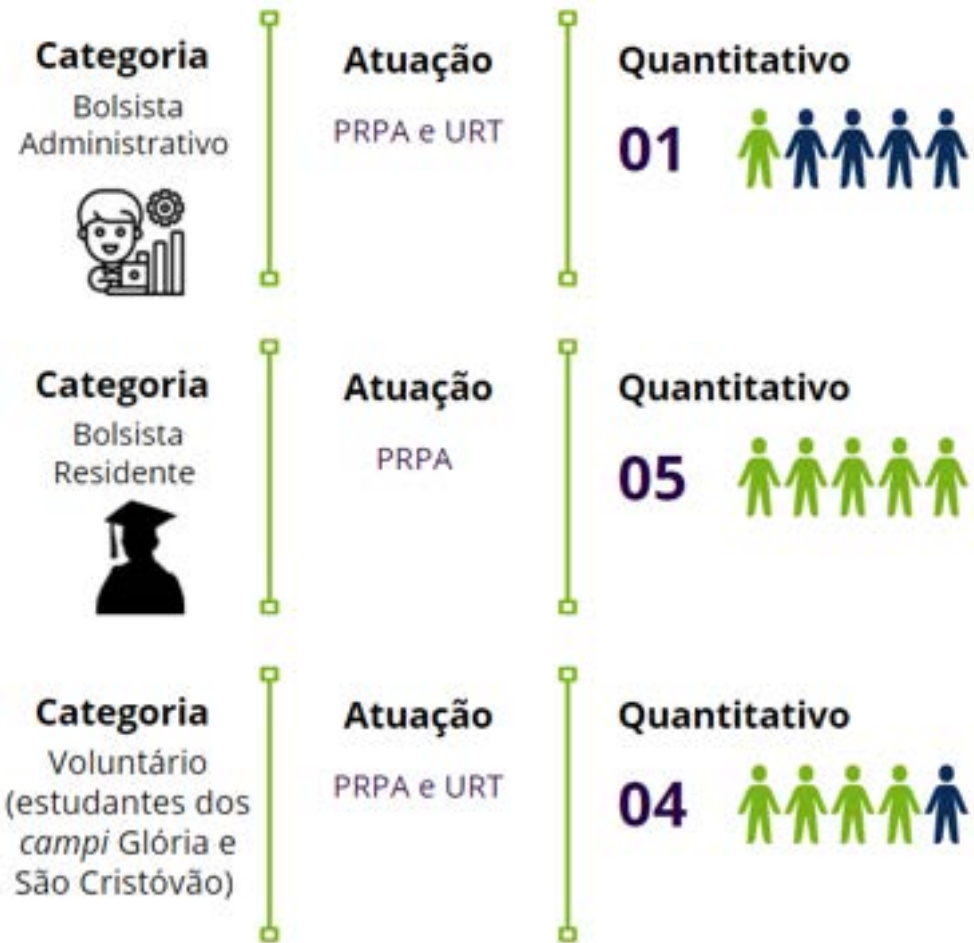 Categoria
Bolsista
Administrativo
Atuação
PRPA e URT
Quantitativo
01
Categoria
Bolsista
Residente
Atuação
PRPA
Quantitativo
05
Categoria
Voluntário
(estudantes dos
campi Glória e
São Cristóvão)
Atuação
PRPA e URT
Quantitativo
04